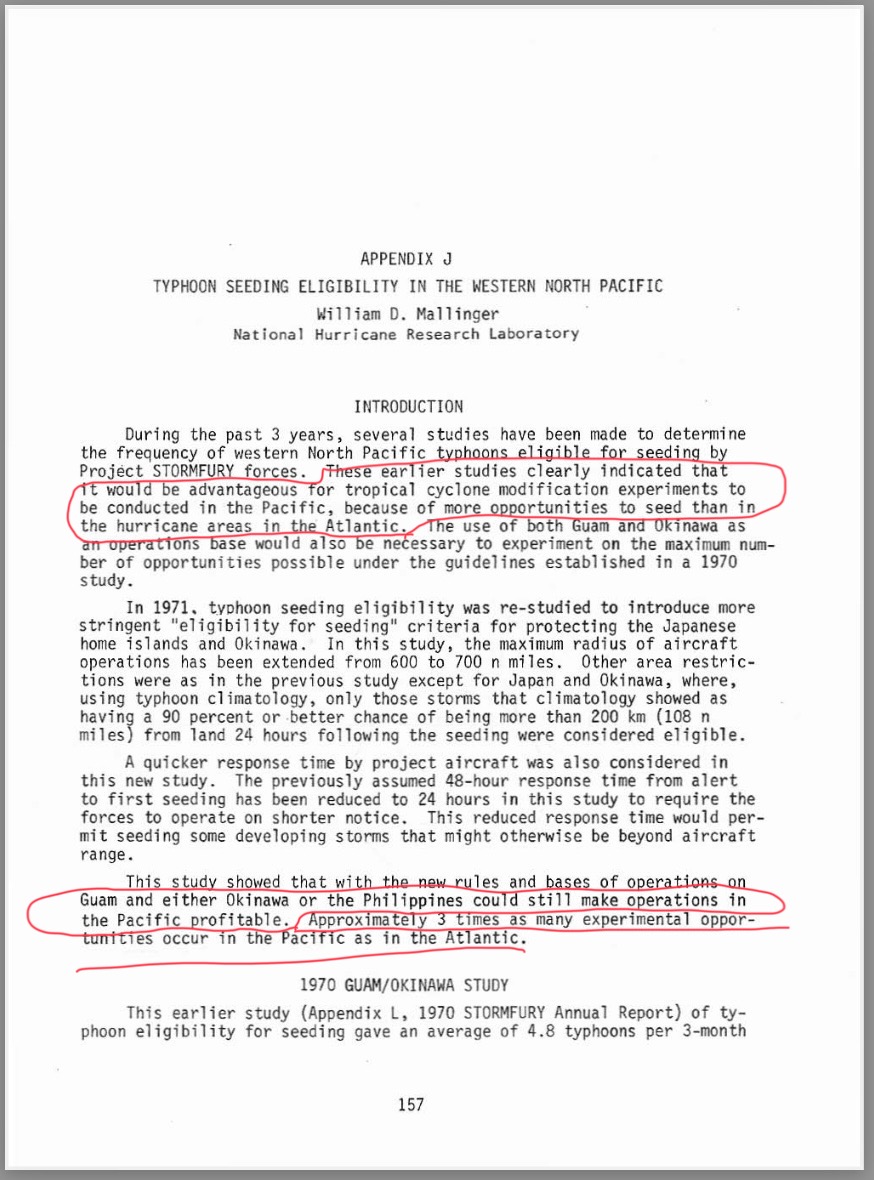 APPENDIX J
TYPHOON SEEDING ELIGIBILITY IN THE WESTERN NORTH PACIFIC
William D. Mallinger
National Hurricane Research Laboratory
INTRODUCTION
During the past 3 years, several studies have been made to determine
the frequency of western North Pacific typhoons eligible for seeding by
Project STORMFURY forces. These earlier studies clearly indicated that
it would be advantageous for tropical cyclone modification experiments to
be conducted in the Pacific, because of more opportunities to seed than in
the hurricane areas in the Atlantic. The use of both Guam and Okinawa as
an operations base would also be necessary to experiment on the maximum num-
ber of opportunities possible under the guidelines established in a 1970
study.
In 1971, typhoon seeding eligibility was re-studied to introduce more
stringent "eligibility for seeding" criteria for protecting the Japanese
home islands and Okinawa. In this study, the maximum radius of aircraft
operations has been extended from 600 to 700 n miles. Other area restric-
tions were as in the previous study except for Japan and Okinawa, where,
using typhoon climatology, only those storms that climatology showed as
having a 90 percent or better chance of being more than 200 km (108 n
miles) from land 24 hours following the seeding were considered eligible.
A quicker response time by project aircraft was also considered in
this new study. The previously assumed 48-hour response time from alert
to first seeding has been reduced to 24 hours in this study to require the
forces to operate on shorter notice. This reduced response time would per-
mit seeding some developing storms that might otherwise be beyond aircraft
range.
This study showed that with the new rules and bases of operations on
Guam and either Okinawa or the Philippines could still make operations in
the Pacific profitable. Approximately 3 times as many experimental oppor-
tunities occur in the Pacific as in the Atlantic.
1970 GUAM/OKINAWA STUDY
This earlier study (Appendix L, 1970 STORMFURY Annual Report) of ty-
phoon eligibility for seeding gave an average of 4.8 typhoons per 3-month
157